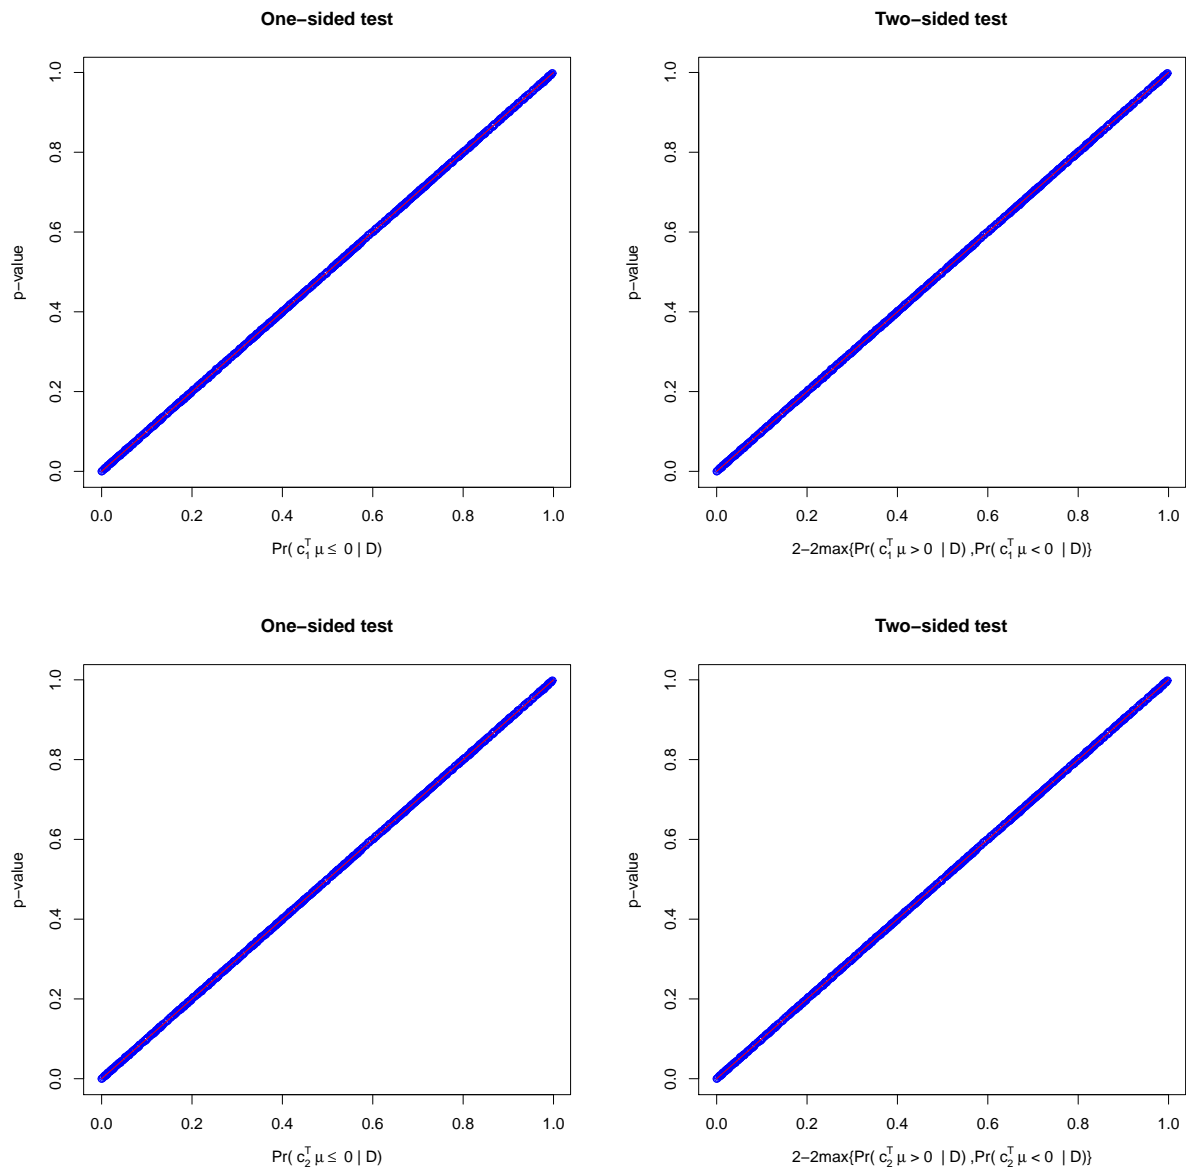 One−sided test
p−value
1.0
0.8
0.6
0.4
0.2
0.0
0.0 0.2 0.4 0.6 0.8 1.0
Pr( c₁ᵀ μ ≤ 0 | D)
Two−sided test
p−value
1.0
0.8
0.6
0.4
0.2
0.0
0.0 0.2 0.4 0.6 0.8 1.0
2−2max{Pr( c₁ᵀ μ > 0 | D) ,Pr( c₁ᵀ μ < 0 | D)}
One−sided test
p−value
1.0
0.8
0.6
0.4
0.2
0.0
0.0 0.2 0.4 0.6 0.8 1.0
Pr( c₂ᵀ μ ≤ 0 | D)
Two−sided test
p−value
1.0
0.8
0.6
0.4
0.2
0.0
0.0 0.2 0.4 0.6 0.8 1.0
2−2max{Pr( c₂ᵀ μ > 0 | D) ,Pr( c₂ᵀ μ < 0 | D)}